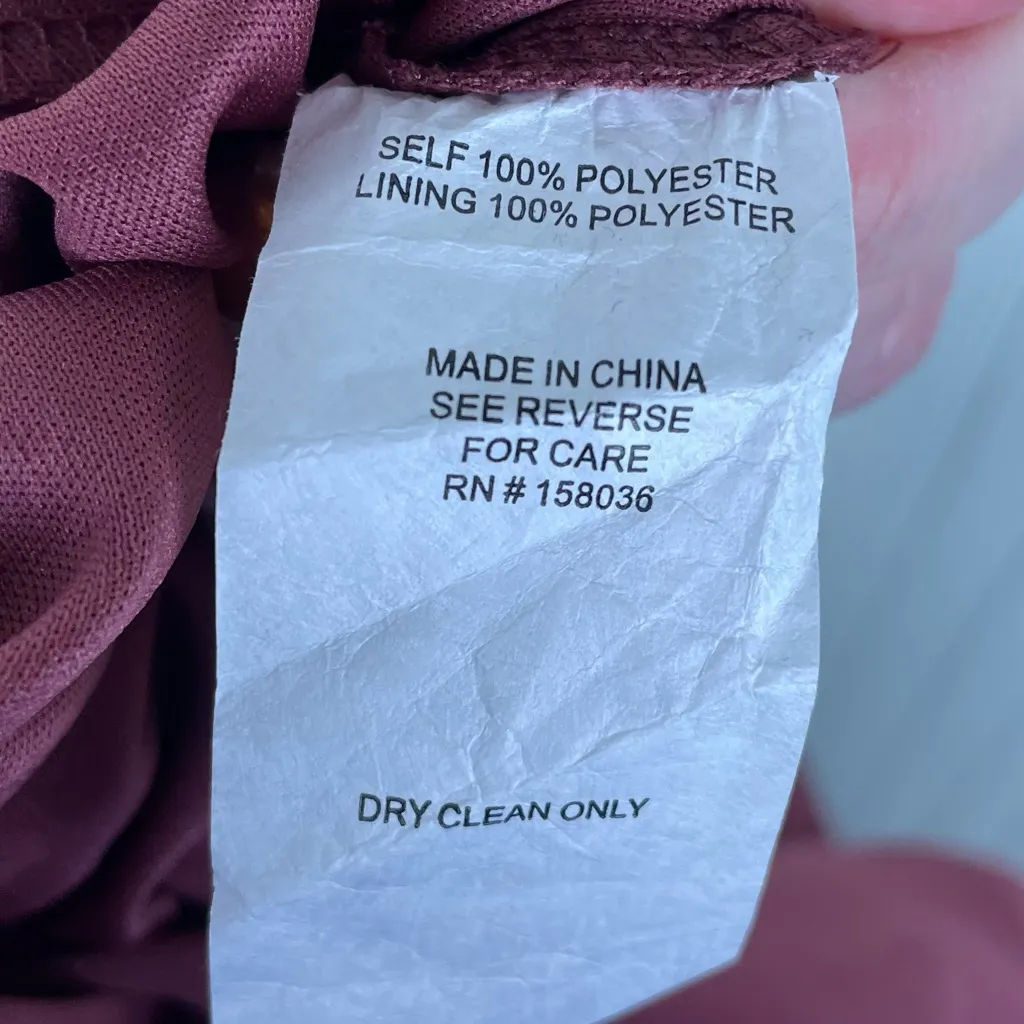 SELF 100% POLYESTER
LINING 100% POLYESTER
MADE IN CHINA
SEE REVERSE
FOR CARE
RN # 158036
DRY CLEAN ONLY